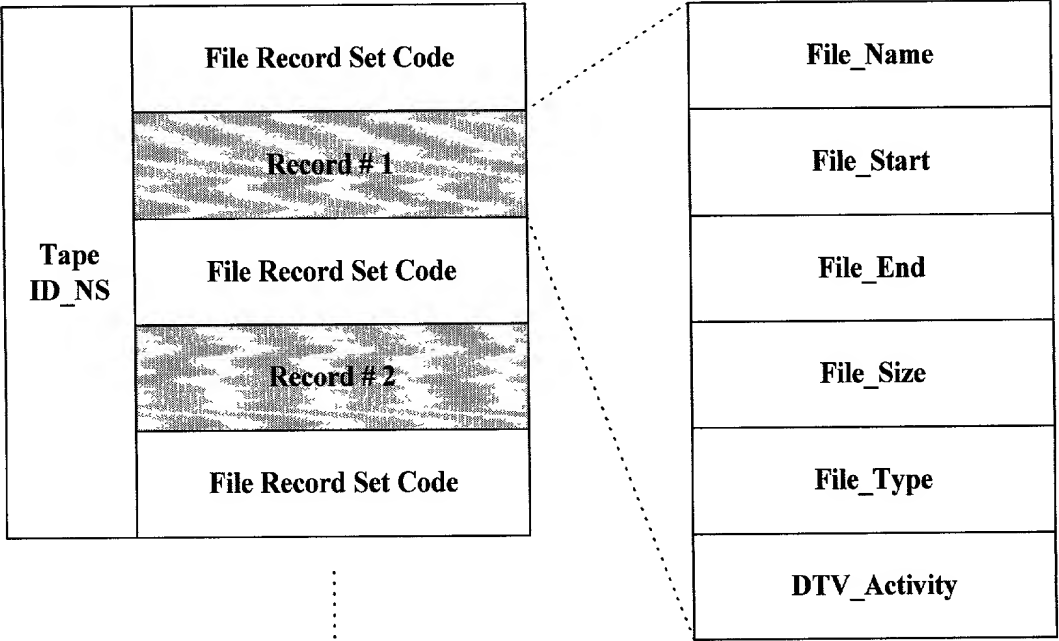 Tape
ID_NS
File Record Set Code
Record # 1
File Record Set Code
Record # 2
File Record Set Code
File_Name
File_Start
File_End
File_Size
File_Type
DTV_Activity